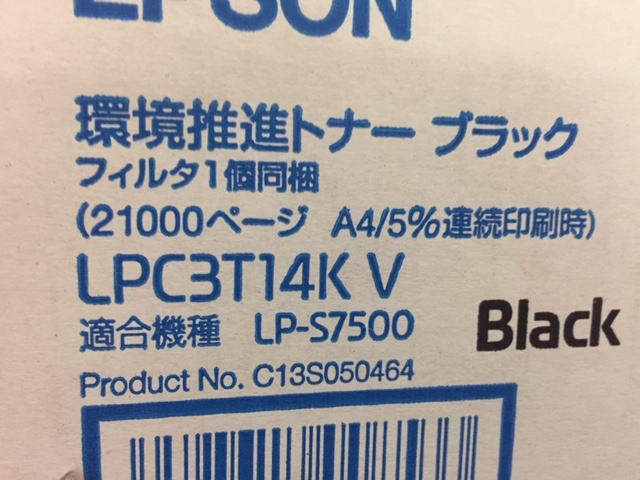 EPSON
環境推進トナー ブラック
フィルタ1個同梱
(21000ページ A4/5%連続印刷時)
LPC3T14K V
適合機種 LP-S7500
Black
Product No. C13S050464